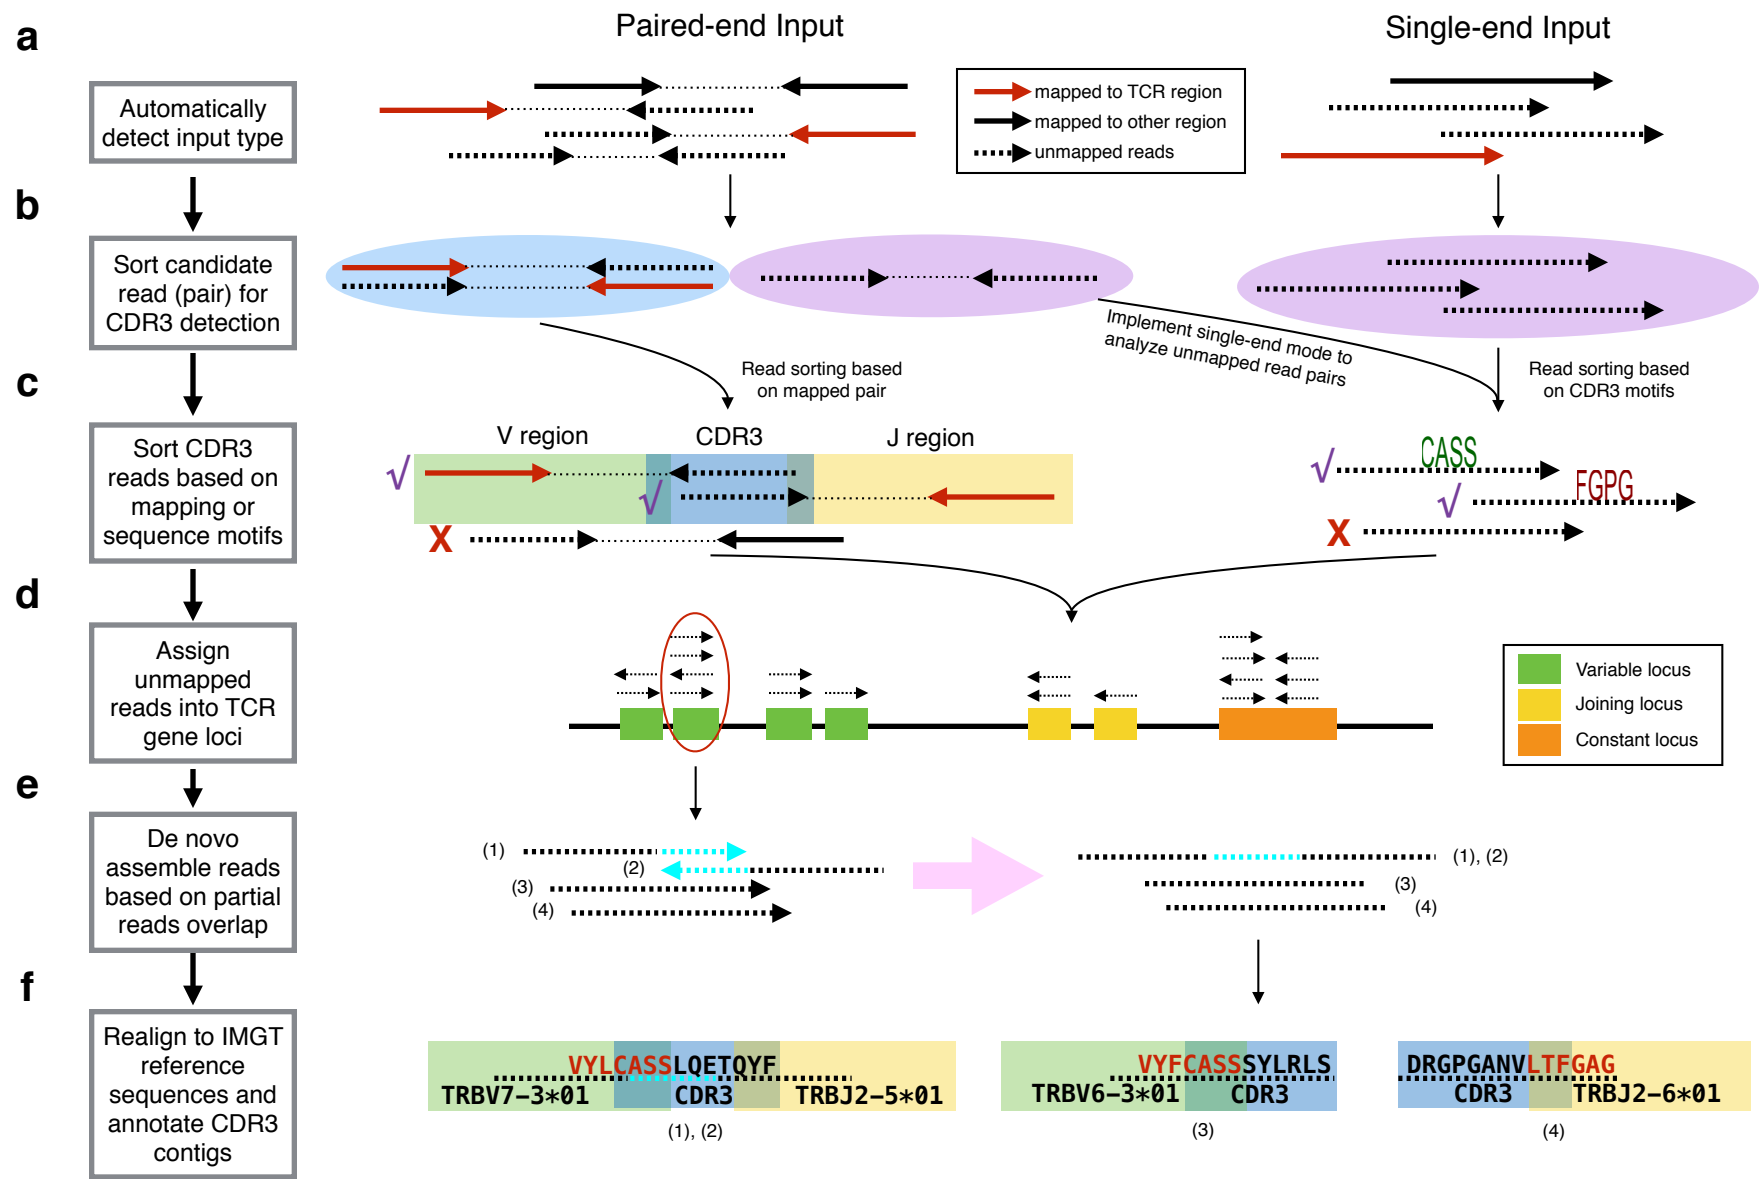 a
Paired-end Input
Single-end Input
Automatically
detect input type
mapped to TCR region
mapped to other region
unmapped reads
b
Sort candidate
read (pair) for
CDR3 detection
Implement single-end mode to
analyze unmapped read pairs
Read sorting based
on mapped pair
Read sorting based
on CDR3 motifs
c
Sort CDR3
reads based on
mapping or
sequence motifs
V region
CDR3
J region
√
√
X
CASS
√
FGPG
√
X
d
Assign
unmapped
reads into TCR
gene loci
Variable locus
Joining locus
Constant locus
e
De novo
assemble reads
based on partial
reads overlap
(1)
(2)
(3)
(4)
(1), (2)
(3)
(4)
f
Realign to IMGT
reference
sequences and
annotate CDR3
contigs
VYLCASSLQETQYF
TRBV7-3*01
CDR3
TRBJ2-5*01
(1), (2)
VYFCASSSYLRLS
TRBV6-3*01
CDR3
(3)
DRGPGANVLTFGAG
CDR3
TRBJ2-6*01
(4)